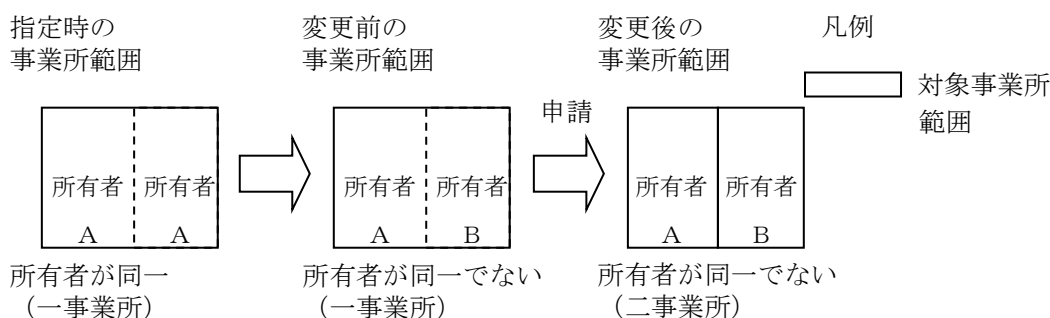 指定時の
事業所範囲
変更前の
事業所範囲
変更後の
事業所範囲
凡例
対象事業所
範囲
申請
所有者
A
所有者
A
所有者
A
所有者
B
所有者
A
所有者
B
所有者が同一
(一事業所)
所有者が同一でない
(一事業所)
所有者が同一でない
(二事業所)